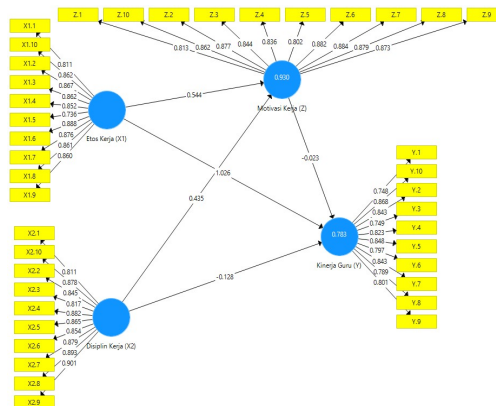 Z.1
Z.10
Z.2
Z.3
Z.4
Z.5
Z.6
Z.7
Z.8
Z.9
0.813
0.862
0.877
0.844
0.836
0.802
0.882
0.884
0.879
0.873
X1.1
X1.10
X1.2
X1.3
X1.4
X1.5
X1.6
X1.7
X1.8
X1.9
0.811
0.862
0.867
0.862
0.852
0.736
0.888
0.876
0.861
0.860
Etos Kerja (X1)
0.930
Motivasi Kerja (Z)
0.544
0.435
1.026
-0.023
-0.128
0.783
Kinerja Guru (Y)
Y.1
Y.10
Y.2
Y.3
Y.4
Y.5
Y.6
Y.7
Y.8
Y.9
0.748
0.868
0.843
0.749
0.823
0.848
0.797
0.843
0.789
0.801
X2.1
X2.10
X2.2
X2.3
X2.4
X2.5
X2.6
X2.7
X2.8
X2.9
0.811
0.878
0.845
0.817
0.882
0.865
0.854
0.879
0.893
0.901
Disiplin Kerja (X2)